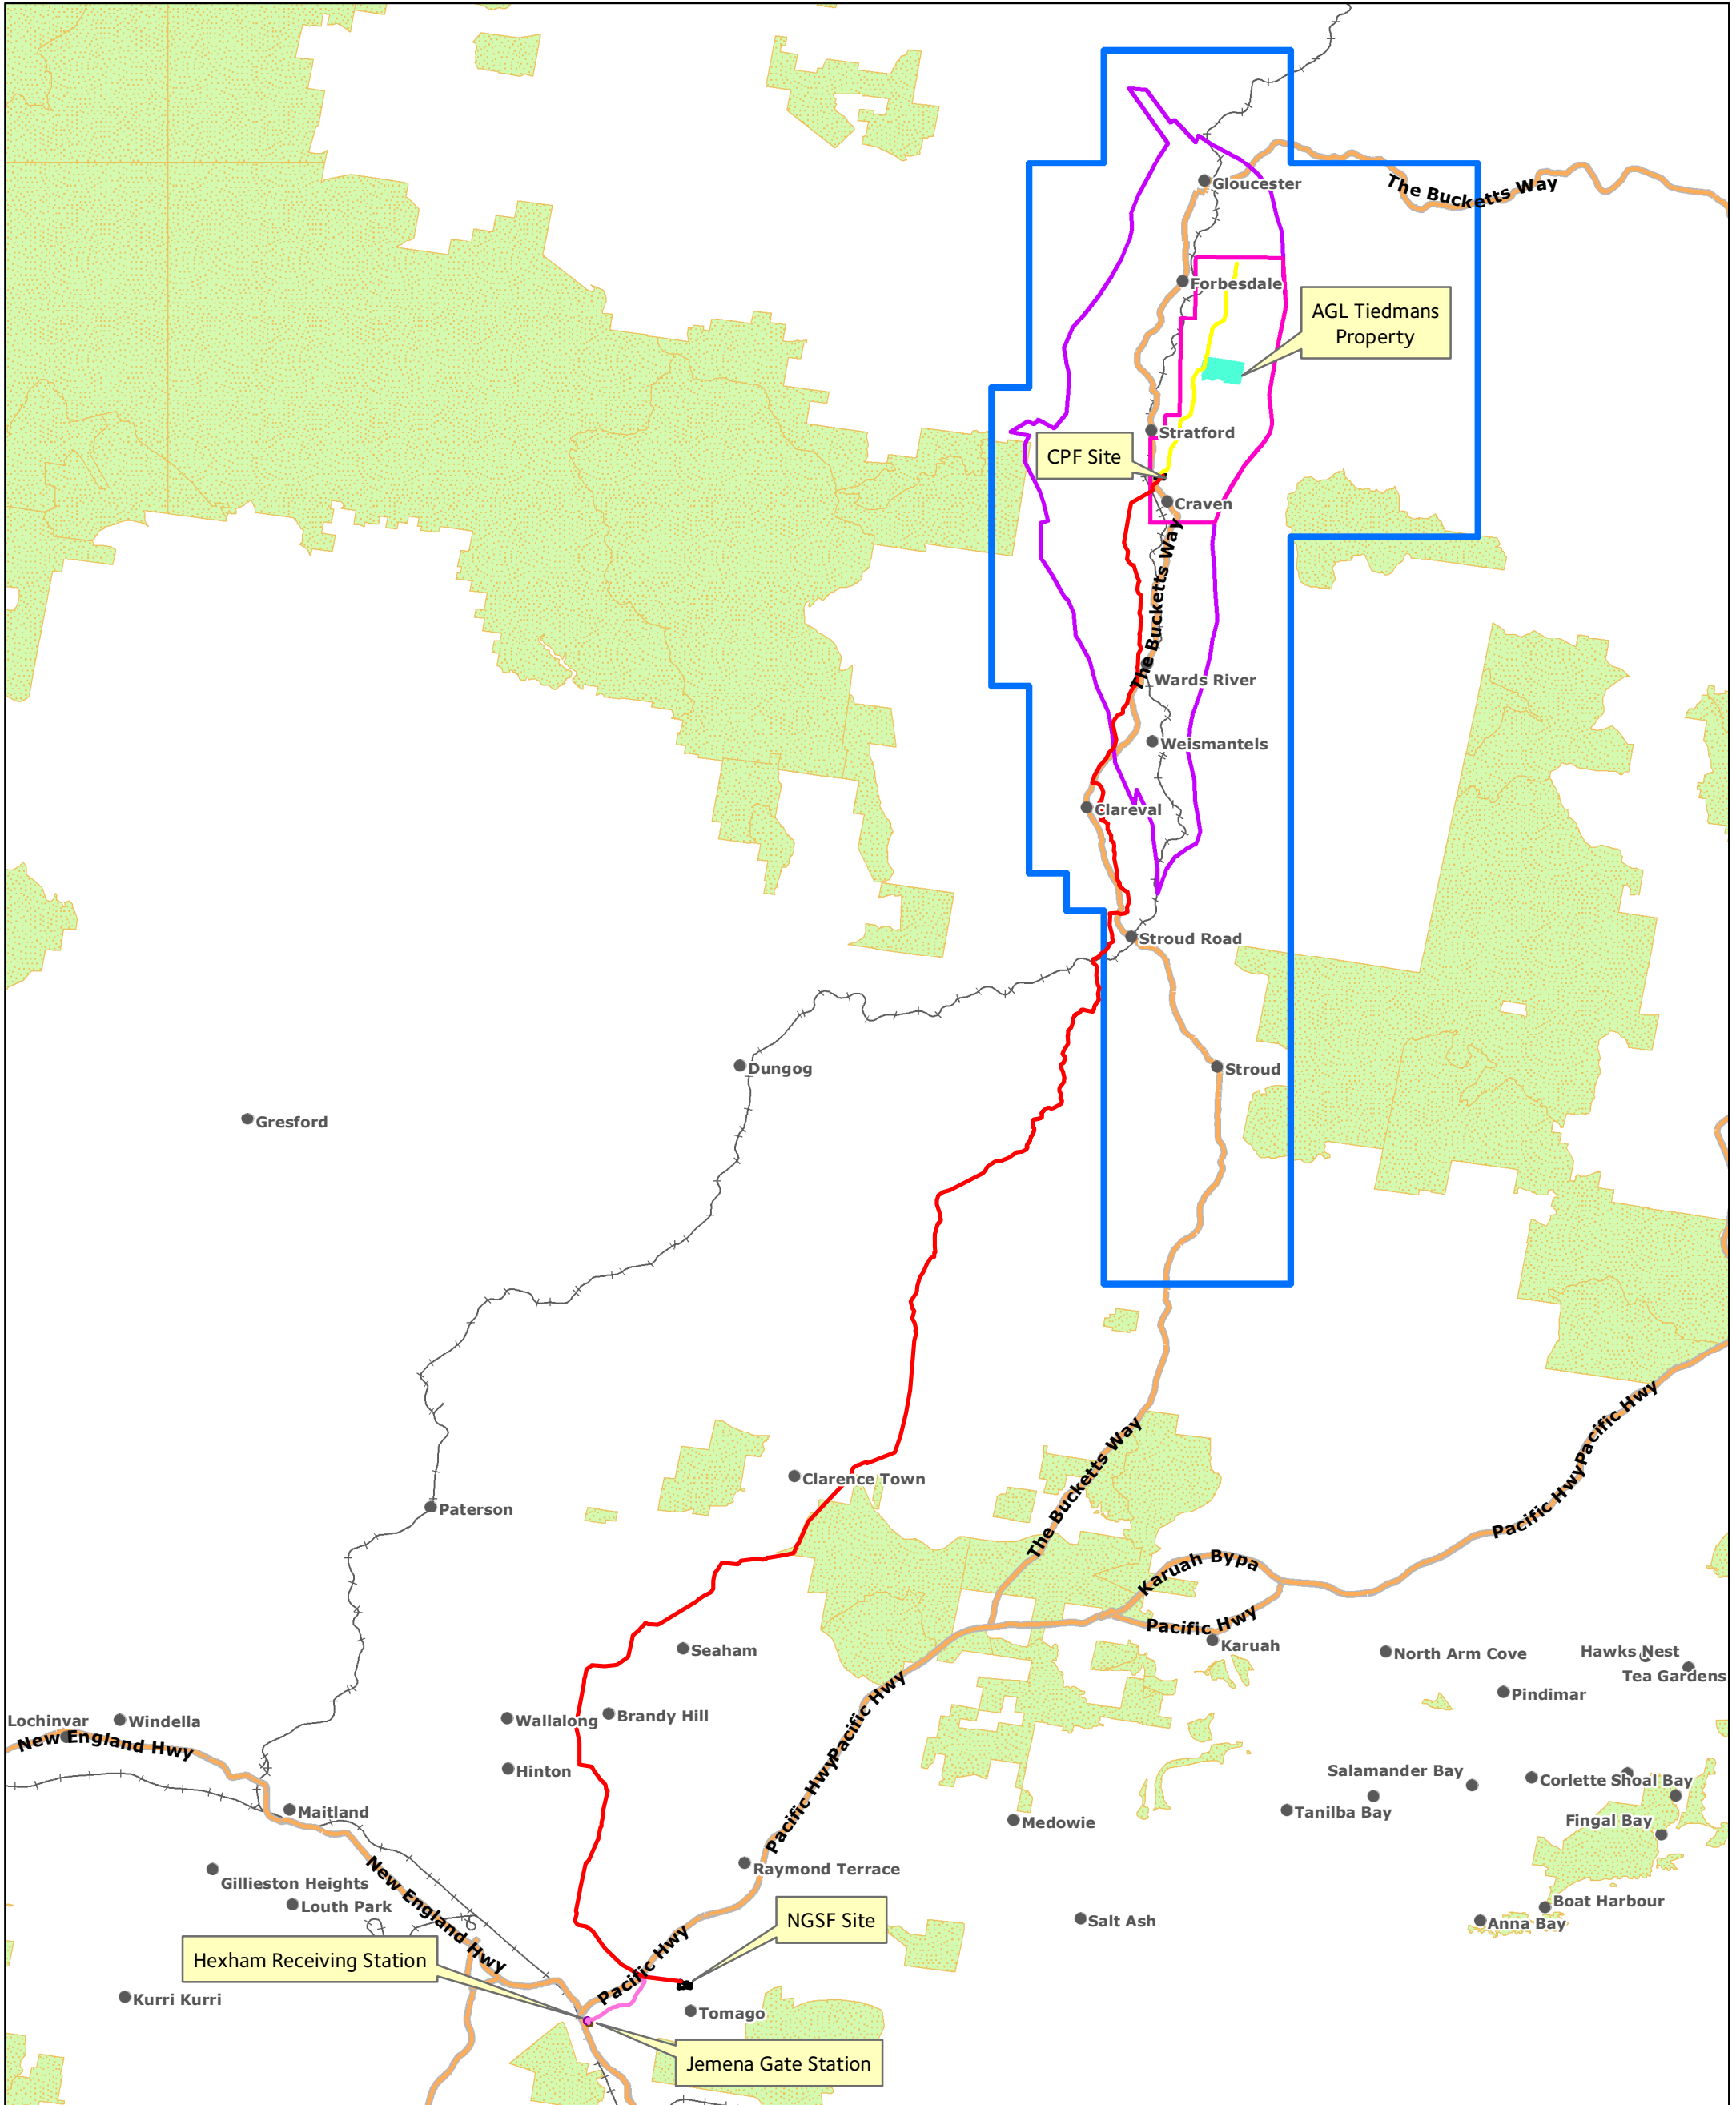 The Bucketts Way
Gloucester
Forbesdale
AGL Tiedmans
Property
Stratford
CPF Site
Craven
The Bucketts Way
Wards River
Weismantels
Clareval
Stroud Road
Dungog
Stroud
Gresford
The Bucketts Way
Pacific Hwy
Pacific Hwy
Clarence Town
Paterson
Karuah Bypa
Pacific Hwy
Karuah
Seaham
North Arm Cove
Hawks Nest
Tea Gardens
Pindimar
Pacific Hwy
Pacific Hwy
Lochinvar
Windella
Wallalong
Brandy Hill
New England Hwy
Hinton
Salamander Bay
Corlette
Shoal Bay
Maitland
Tanilba Bay
Medowie
Fingal Bay
Raymond Terrace
Gillieston Heights
Louth Park
New England Hwy
Boat Harbour
Salt Ash
Anna Bay
NGSF Site
Hexham Receiving Station
Pacific Hwy
Kurri Kurri
Tomago
Jemena Gate Station